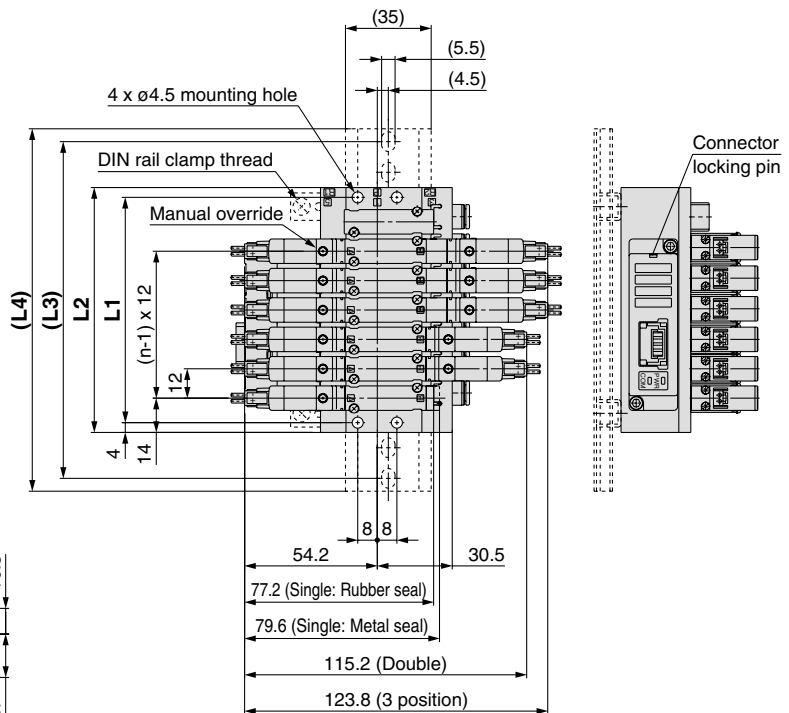 (35)
(5.5)
(4.5)
4 x ø4.5 mounting hole
DIN rail clamp thread
Manual override
Connector
locking pin
(L4)
(L3)
L2
L1
(n-1) x 12
12
4
14
COM
PWR
8
8
54.2
30.5
77.2 (Single: Rubber seal)
79.6 (Single: Metal seal)
115.2 (Double)
123.8 (3 position)